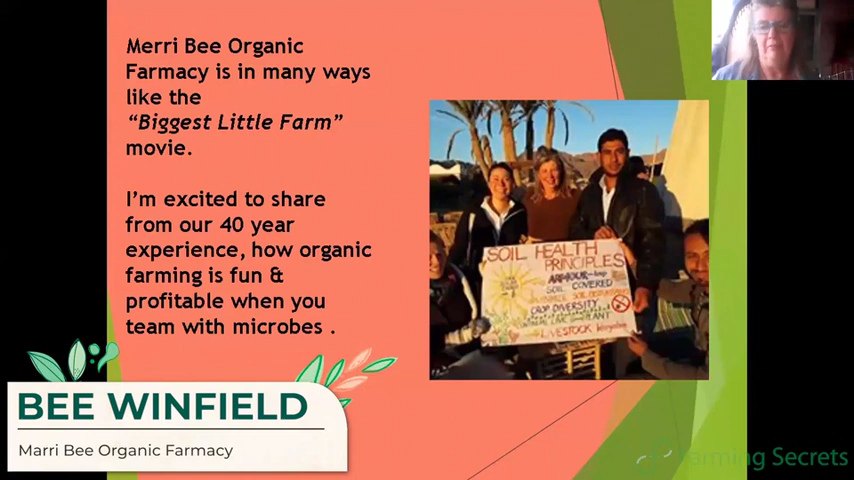 Merri Bee Organic
Farmacy is in many ways
like the
“Biggest Little Farm”
movie.
I’m excited to share
from our 40 year
experience, how organic
farming is fun &
profitable when you
team with microbes .
SOIL HEALTH
PRINCIPLES
ARMOUR
SOIL COVERED
CROP DIVERSITY
PLANT
LIVESTOCK
BEE WINFIELD
Marri Bee Organic Farmacy
Farming Secrets